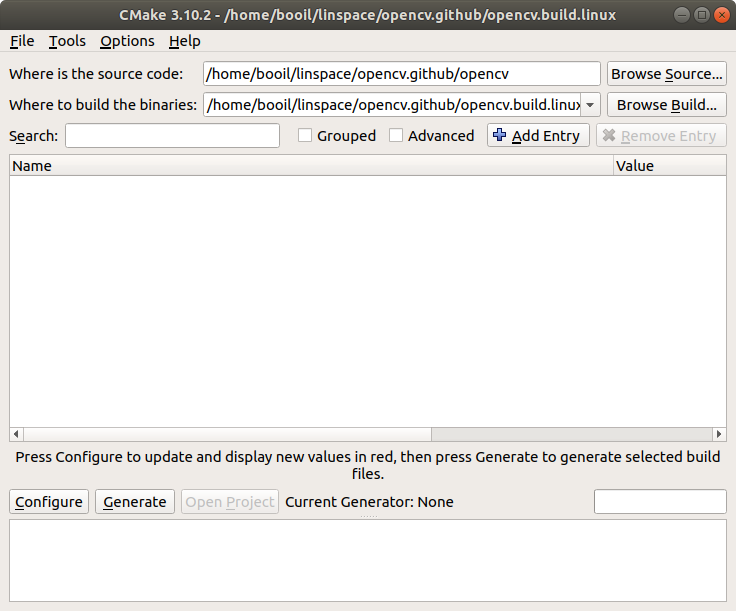 CMake 3.10.2 - /home/booil/linspace/opencv.github/opencv.build.linux
File Tools Options Help
Where is the source code: /home/booil/linspace/opencv.github/opencv Browse Source...
Where to build the binaries: /home/booil/linspace/opencv.github/opencv.build.linux Browse Build...
Search: Grouped Advanced Add Entry Remove Entry
Name Value
Press Configure to update and display new values in red, then press Generate to generate selected build
files.
Configure Generate Open Project Current Generator: None